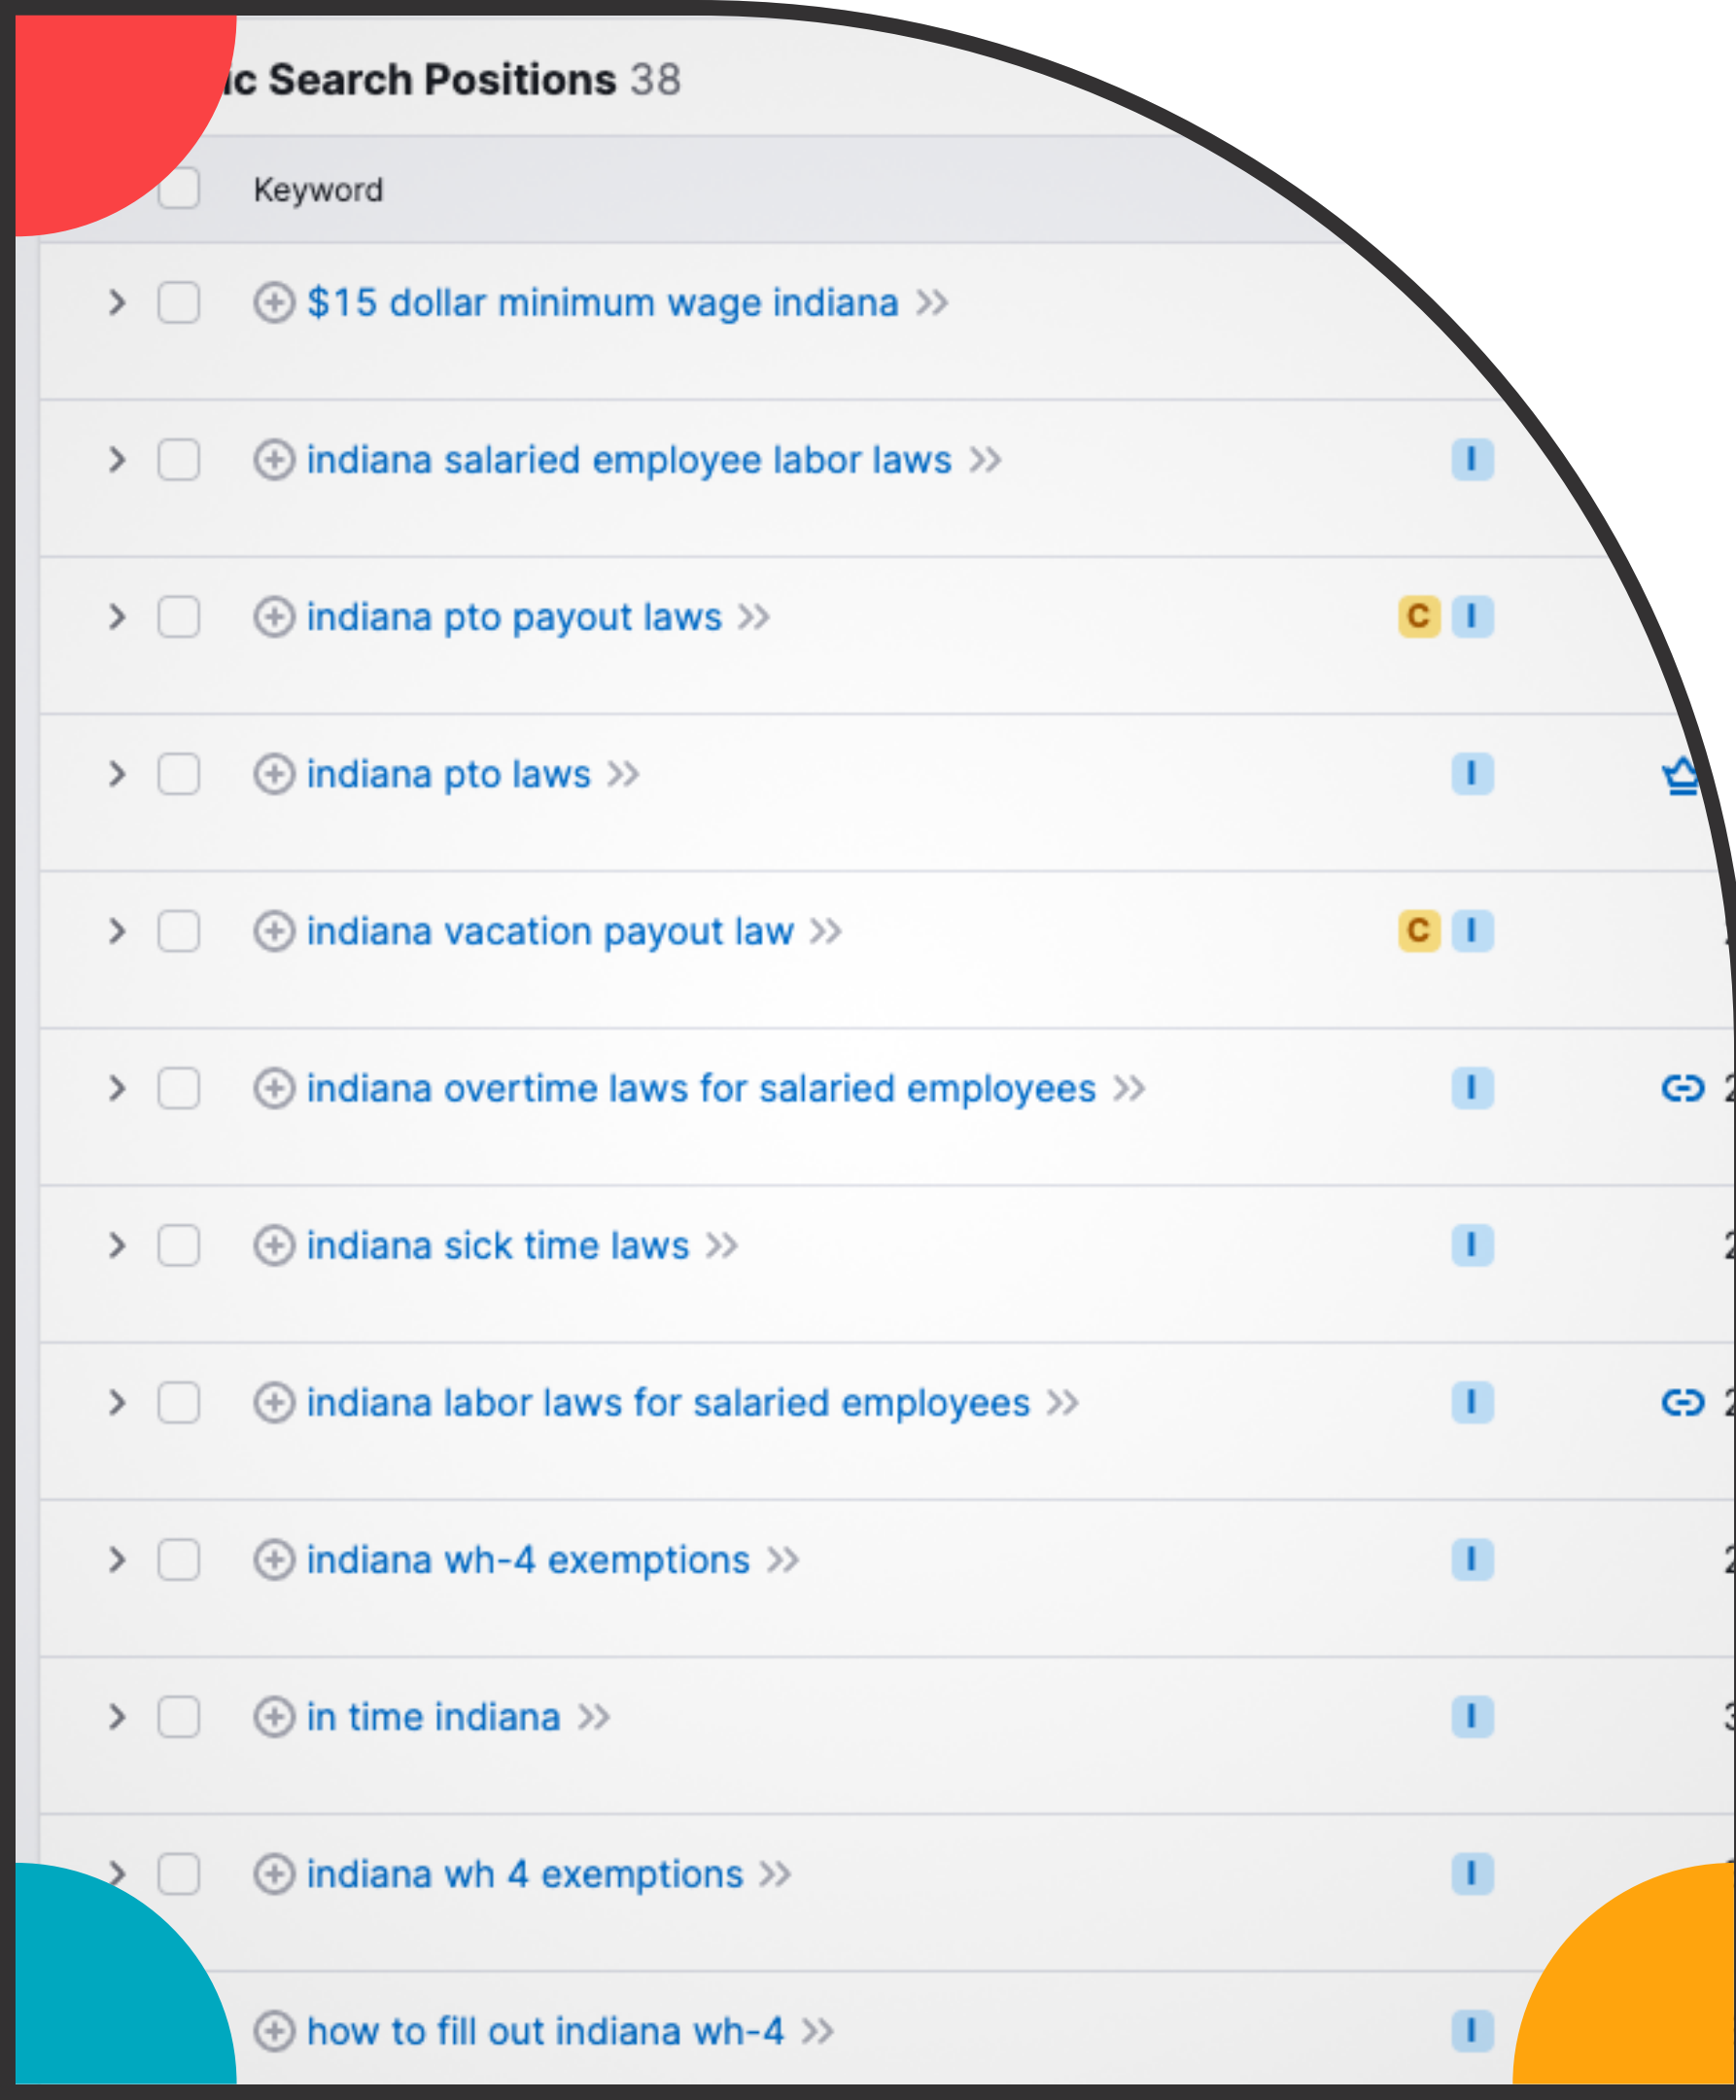 Search Positions 38
Keyword
$15 dollar minimum wage indiana
indiana salaried employee labor laws I
indiana pto payout laws C I
indiana pto laws I
indiana vacation payout law C I
indiana overtime laws for salaried employees I
indiana sick time laws I
indiana labor laws for salaried employees I
indiana wh-4 exemptions I
in time indiana I
indiana wh 4 exemptions I
how to fill out indiana wh-4 I